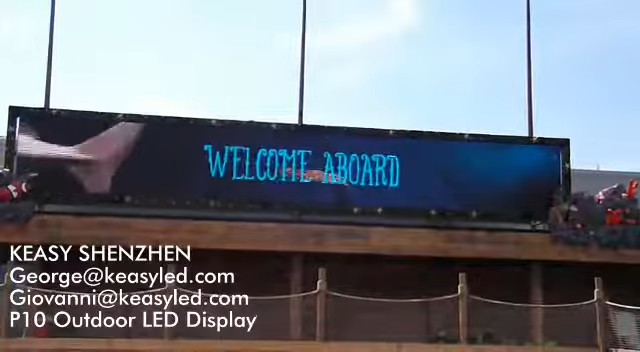 WELCOME ABOARD
KEASY SHENZHEN
George@keasyled.com
Giovanni@keasyled.com
P10 Outdoor LED Display